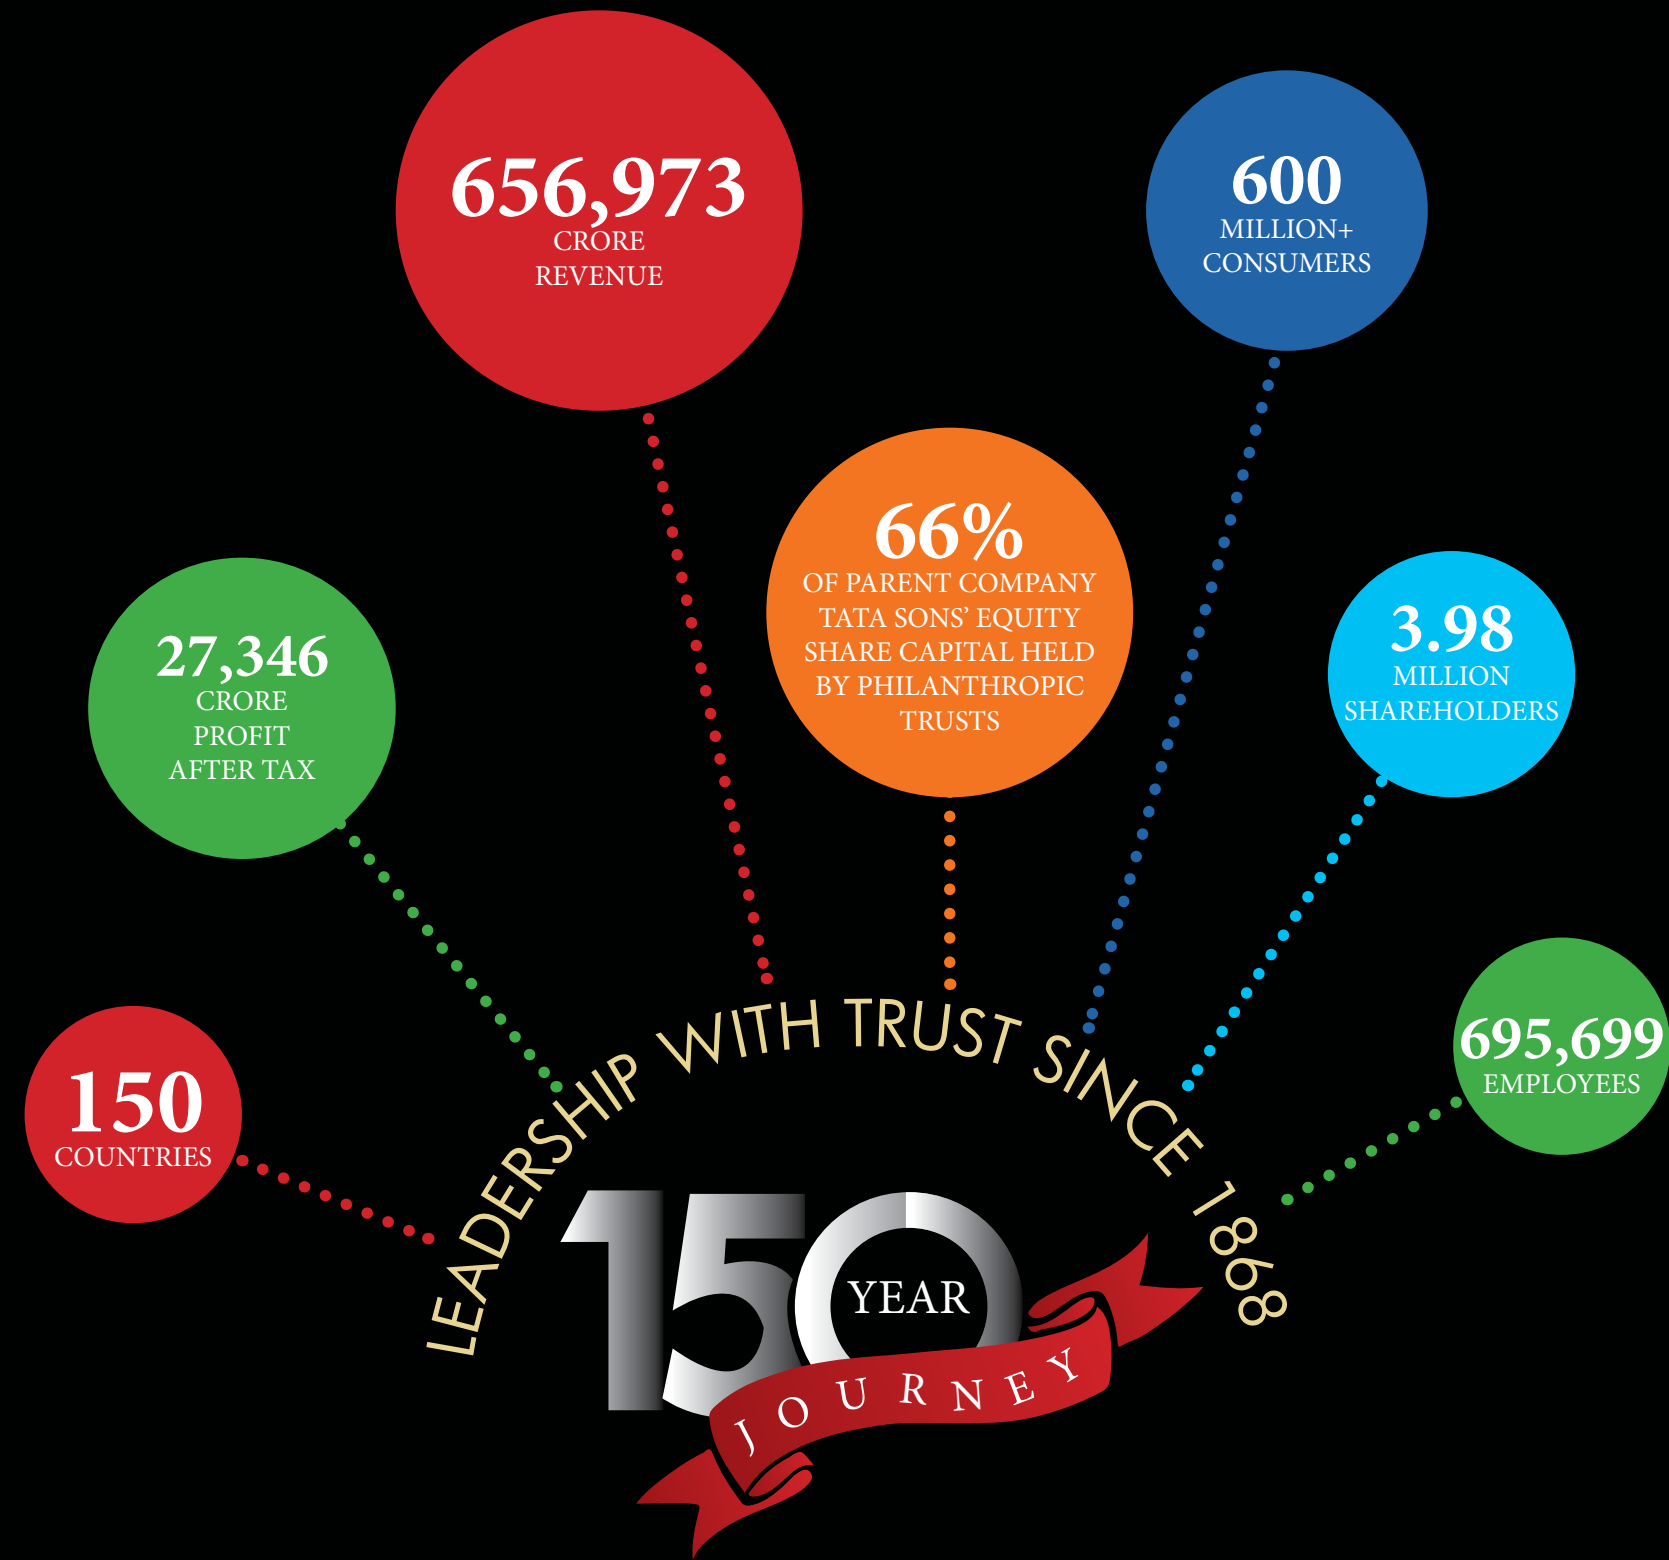 656,973
CRORE
REVENUE
600
MILLION+
CONSUMERS
66%
OF PARENT COMPANY
TATA SONS’ EQUITY
SHARE CAPITAL HELD
BY PHILANTHROPIC
TRUSTS
27,346
CRORE
PROFIT
AFTER TAX
3.98
MILLION
SHAREHOLDERS
150
COUNTRIES
695,699
EMPLOYEES
LEADERSHIP WITH TRUST SINCE 1868
150
YEAR
JOURNEY